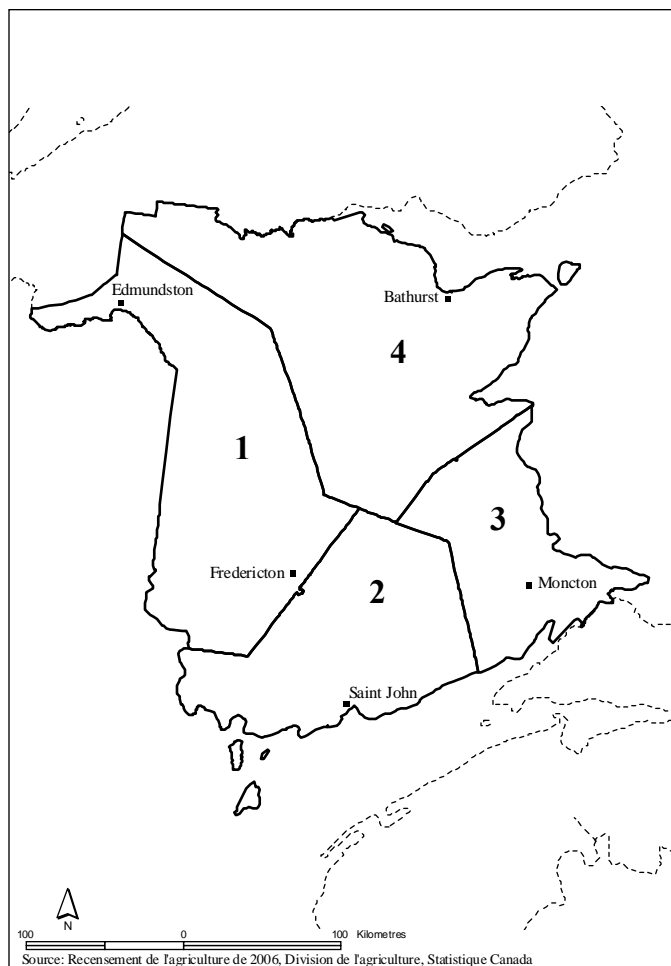 Edmundston
Bathurst
4
1
3
Fredericton
Moncton
2
Saint John
N
100 0 100 Kilometres
Source: Recensement de l'agriculture de 2006, Division de l'agriculture, Statistique Canada